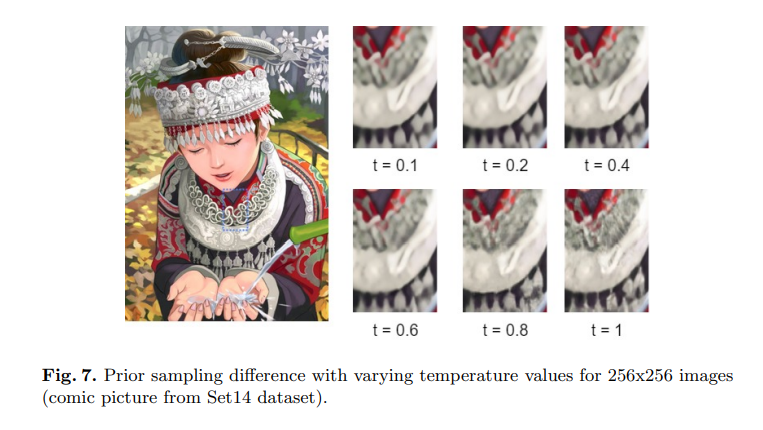 t = 0.1
t = 0.2
t = 0.4
t = 0.6
t = 0.8
t = 1
Fig. 7. Prior sampling difference with varying temperature values for 256x256 images
(comic picture from Set14 dataset).